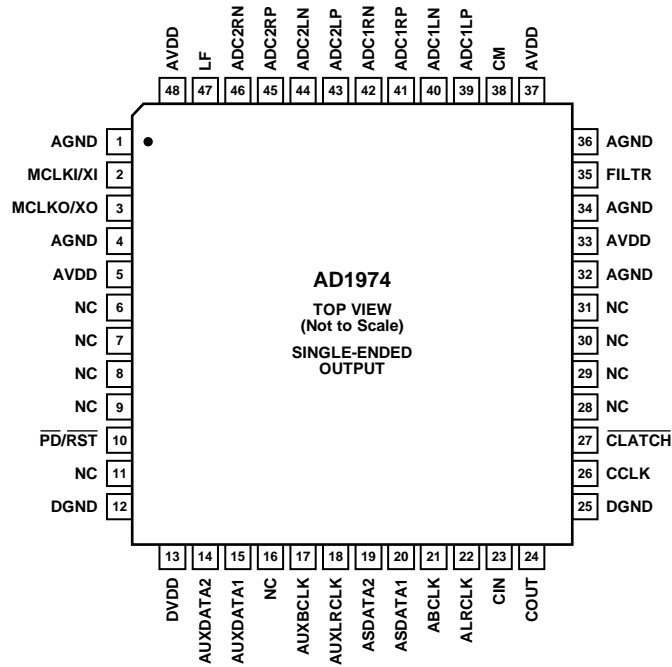 AVDD
LF
ADC2RN
ADC2RP
ADC2LN
ADC2LP
ADC1RN
ADC1RP
ADC1LN
ADC1LP
CM
AVDD
48 47 46 45 44 43 42 41 40 39 38 37
AGND 1
MCLKI/XI 2
MCLKO/XO 3
AGND 4
AVDD 5
NC 6
NC 7
NC 8
NC 9
PD/RST 10
NC 11
DGND 12
AD1974
TOP VIEW
(Not to Scale)
SINGLE-ENDED
OUTPUT
36 AGND
35 FILTR
34 AGND
33 AVDD
32 AGND
31 NC
30 NC
29 NC
28 NC
27 CLATCH
26 CCLK
25 DGND
13 14 15 16 17 18 19 20 21 22 23 24
DVDD
AUXDATA2
AUXDATA1
NC
AUXBCLK
AUXLRCLK
ASDATA2
ASDATA1
ABCLK
ALRCLK
CIN
COUT